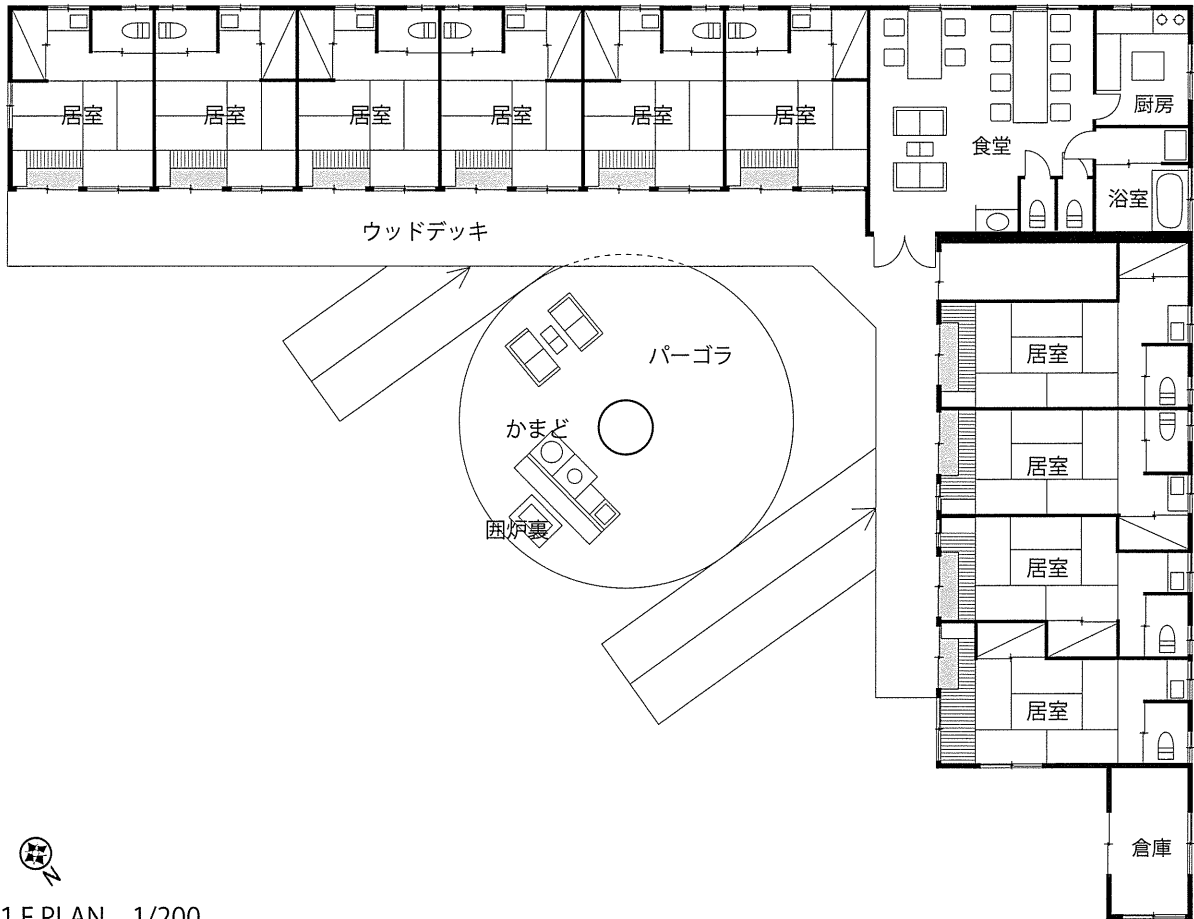 居室 居室 居室 居室 居室 居室
厨房
食堂
浴室
ウッドデッキ
パーゴラ
居室
かまど
居室
囲炉裏
居室
居室
倉庫
N
1F PLAN 1/200